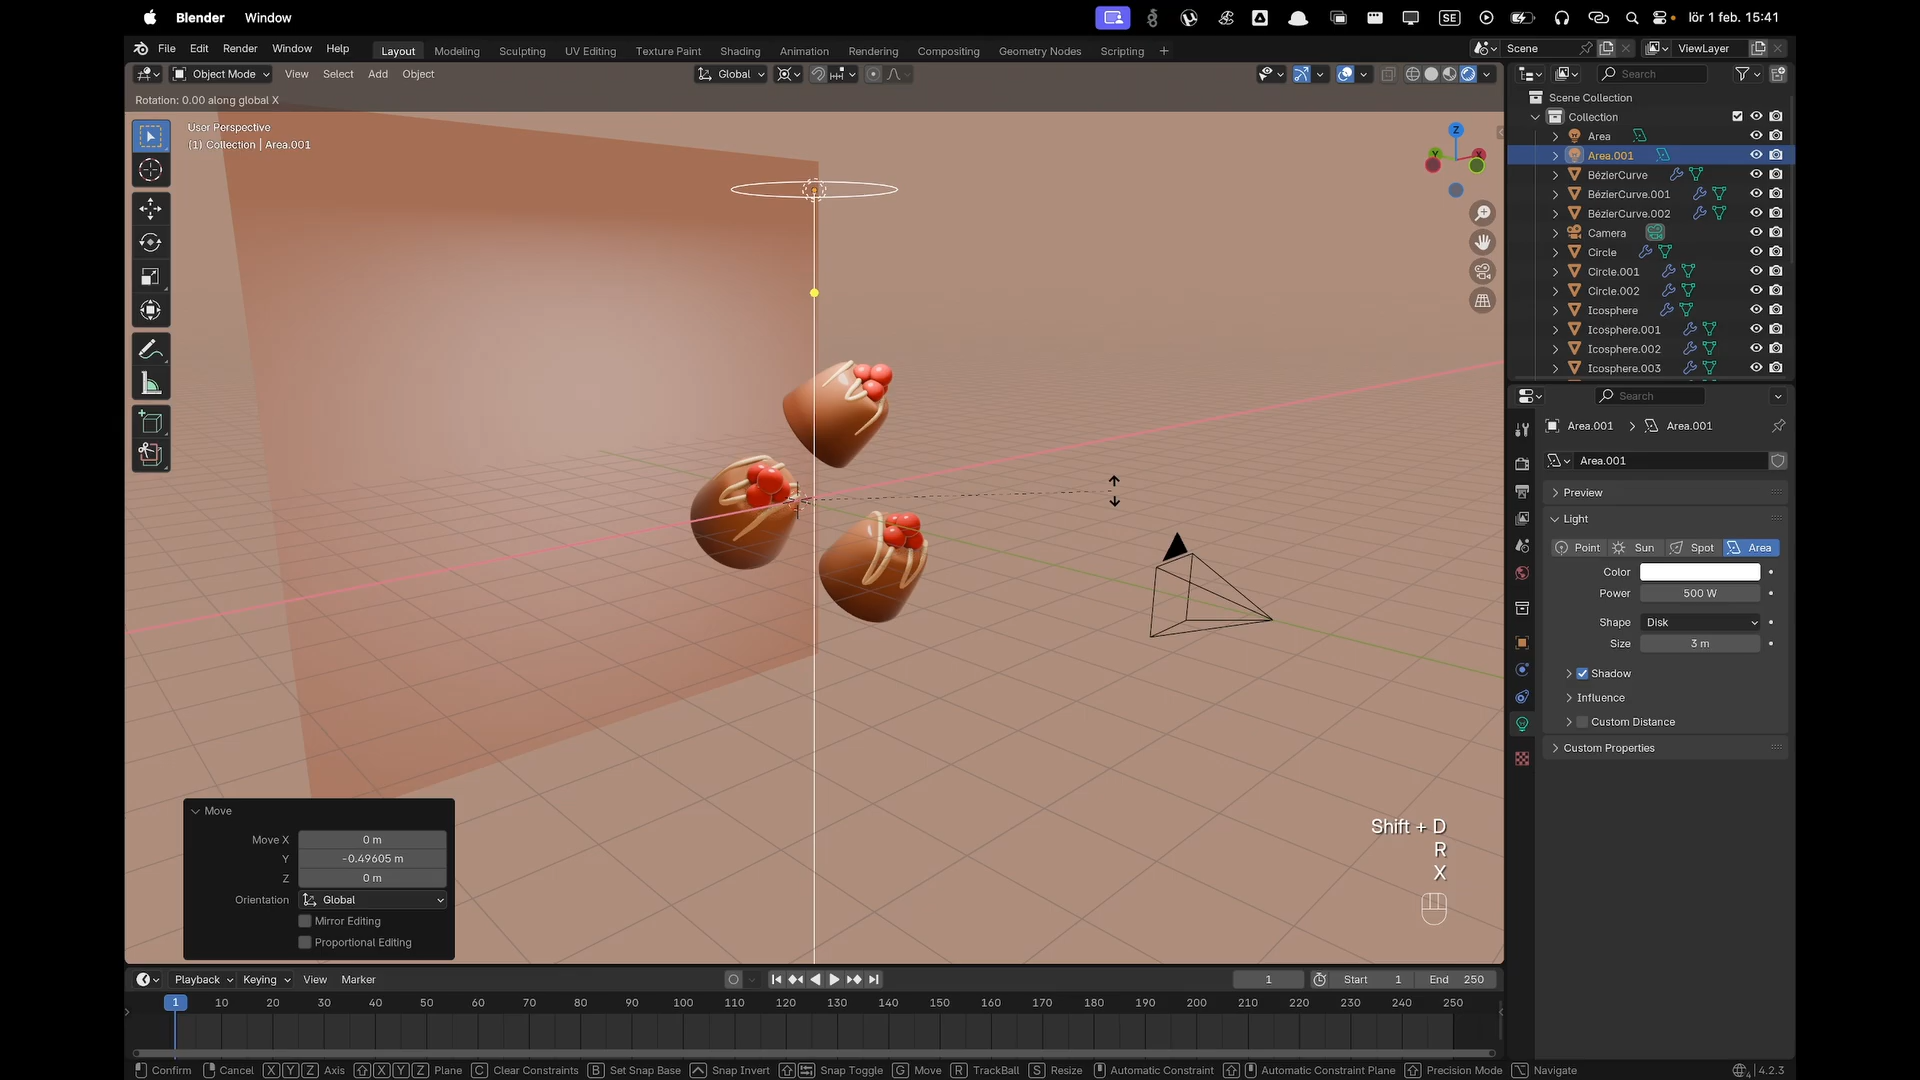 Blender Window
SE lör 1 feb. 15:41
File Edit Render Window Help Layout Modeling Sculpting UV Editing Texture Paint Shading Animation Rendering Compositing Geometry Nodes Scripting + Scene ViewLayer
Object Mode View Select Add Object Global Search
Rotation: 0.00 along global X
User Perspective
(1) Collection | Area.001
Z
Y X
Scene Collection
Collection
Area
Area.001
BézierCurve
BézierCurve.001
BézierCurve.002
Camera
Circle
Circle.001
Circle.002
Icosphere
Icosphere.001
Icosphere.002
Icosphere.003
Search
Area.001 > Area.001
Area.001
Preview
Light
Point Sun Spot Area
Color
Power 500 W
Shape Disk
Size 3 m
Shadow
Influence
Custom Distance
Custom Properties
Shift + D
R
X
Move
Move X 0 m
Y -0.49605 m
Z 0 m
Orientation Global
Mirror Editing
Proportional Editing
Playback Keying View Marker 1 Start 1 End 250
1 10 20 30 40 50 60 70 80 90 100 110 120 130 140 150 160 170 180 190 200 210 220 230 240 250
Confirm Cancel X Y Z Axis X Y Z Plane C Clear Constraints B Set Snap Base Snap Invert Snap Toggle G Move R TrackBall S Resize Automatic Constraint Automatic Constraint Plane Precision Mode Navigate 4.2.3